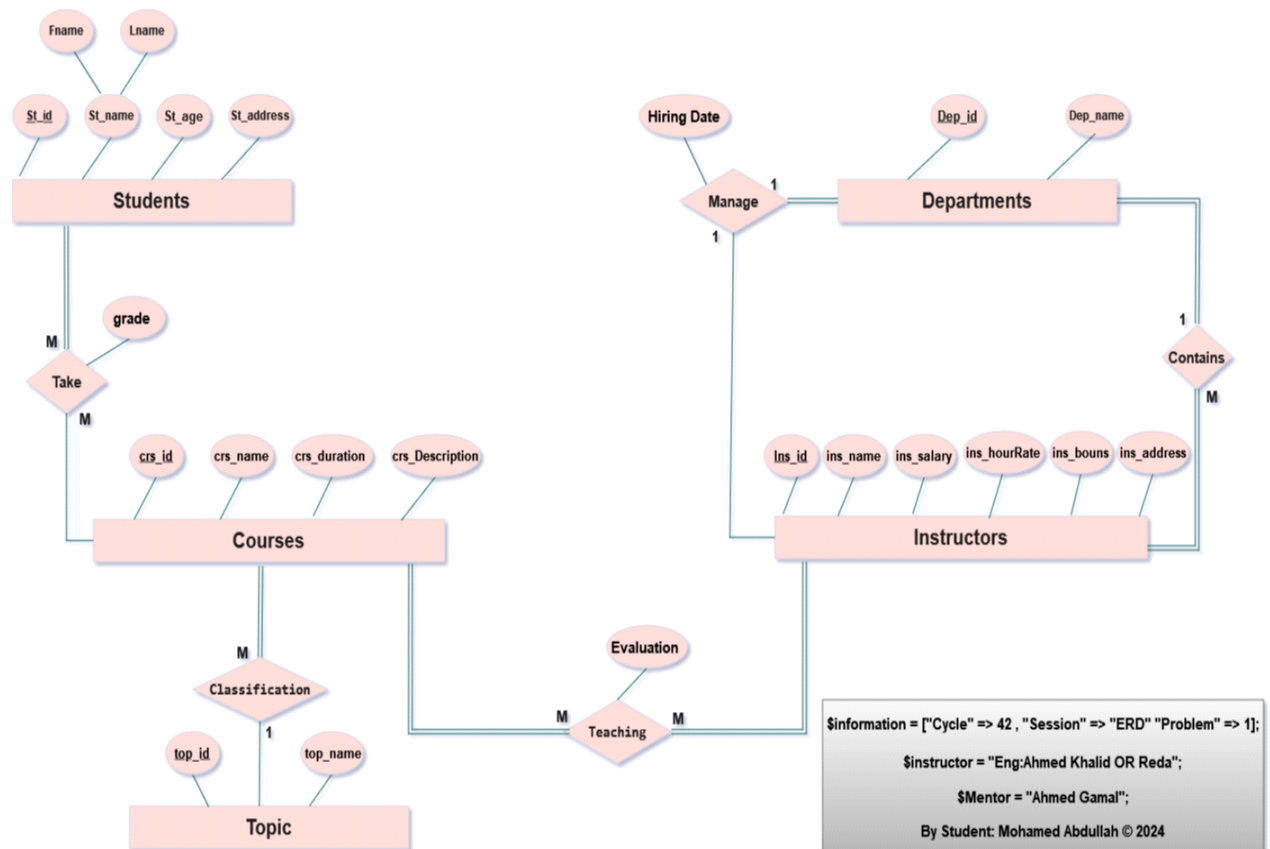 Fname
Lname
St_id
St_name
St_age
St_address
Students
Hiring Date
Dep_id
Dep_name
Manage
1
1
Departments
grade
M
Take
M
1
Contains
M
crs_id
crs_name
crs_duration
crs_Description
Courses
Ins_id
ins_name
ins_salary
ins_hourRate
ins_bouns
ins_address
Instructors
M
Classification
1
top_id
top_name
Topic
Evaluation
M
Teaching
M
$information = ["Cycle" => 42 , "Session" => "ERD" "Problem" => 1];
$instructor = "Eng:Ahmed Khalid OR Reda";
$Mentor = "Ahmed Gamal";
By Student: Mohamed Abdullah © 2024